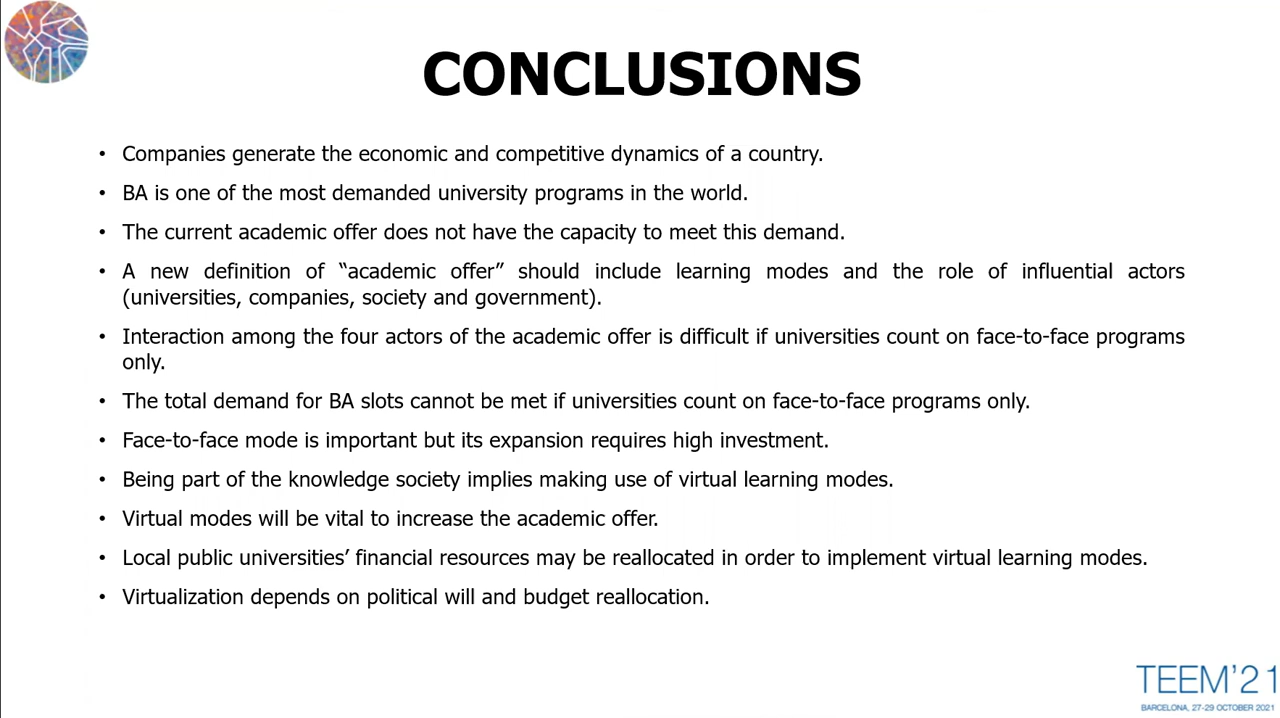 CONCLUSIONS
• Companies generate the economic and competitive dynamics of a country.
• BA is one of the most demanded university programs in the world.
• The current academic offer does not have the capacity to meet this demand.
• A new definition of “academic offer” should include learning modes and the role of influential actors
(universities, companies, society and government).
• Interaction among the four actors of the academic offer is difficult if universities count on face-to-face programs
only.
• The total demand for BA slots cannot be met if universities count on face-to-face programs only.
• Face-to-face mode is important but its expansion requires high investment.
• Being part of the knowledge society implies making use of virtual learning modes.
• Virtual modes will be vital to increase the academic offer.
• Local public universities’ financial resources may be reallocated in order to implement virtual learning modes.
• Virtualization depends on political will and budget reallocation.
TEEM’21
BARCELONA, 27-29 OCTOBER 2021